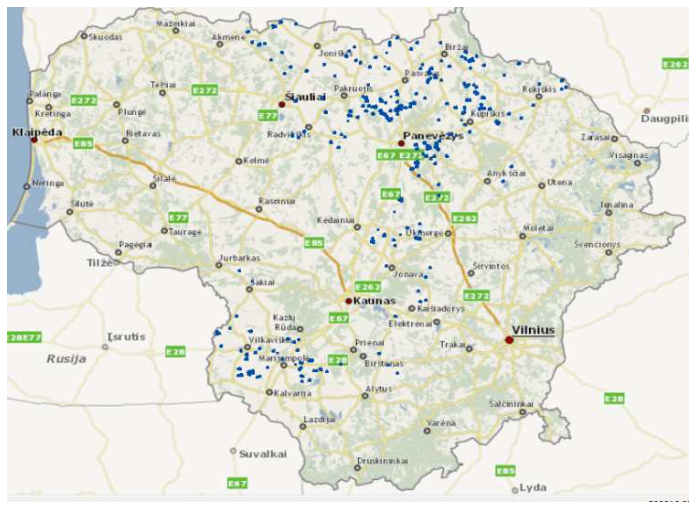 Mažeikiai
Skuodas
Akmenė
Joniškis
Biržai
E262
Palanga
Telšiai
E272
Šiauliai
Pakruojis
Pasvalys
Rokiškis
E272
Kretinga
Plungė
E77
Kupiškis
Daugpilis
Klaipėda
E85
Rietavas
Radviliškis
Panevėžys
Zarasai
Kelmė
E67
E272
Visaginas
Neringa
Šilalė
Anykščiai
Utena
E67
E272
Šilutė
Raseiniai
Ignalina
E77
Kėdainiai
E262
Tauragė
Ukmergė
Molėtai
Pagėgiai
E85
Švenčionys
Tilžė
Jurbarkas
Jonava
Širvintos
Šakiai
E262
E272
Kaunas
Kaišiadorys
E67
Kazlų
Rūda
Elektrėnai
Vilnius
E28
E77
Įsrutis
Vilkaviškis
Prienai
Trakai
Rusija
E28
Marijampolė
E28
Birštonas
Kalvarija
Alytus
E28
Šalčininkai
Lazdijai
Varėna
Suvalkai
Druskininkai
E85
E67
Lyda